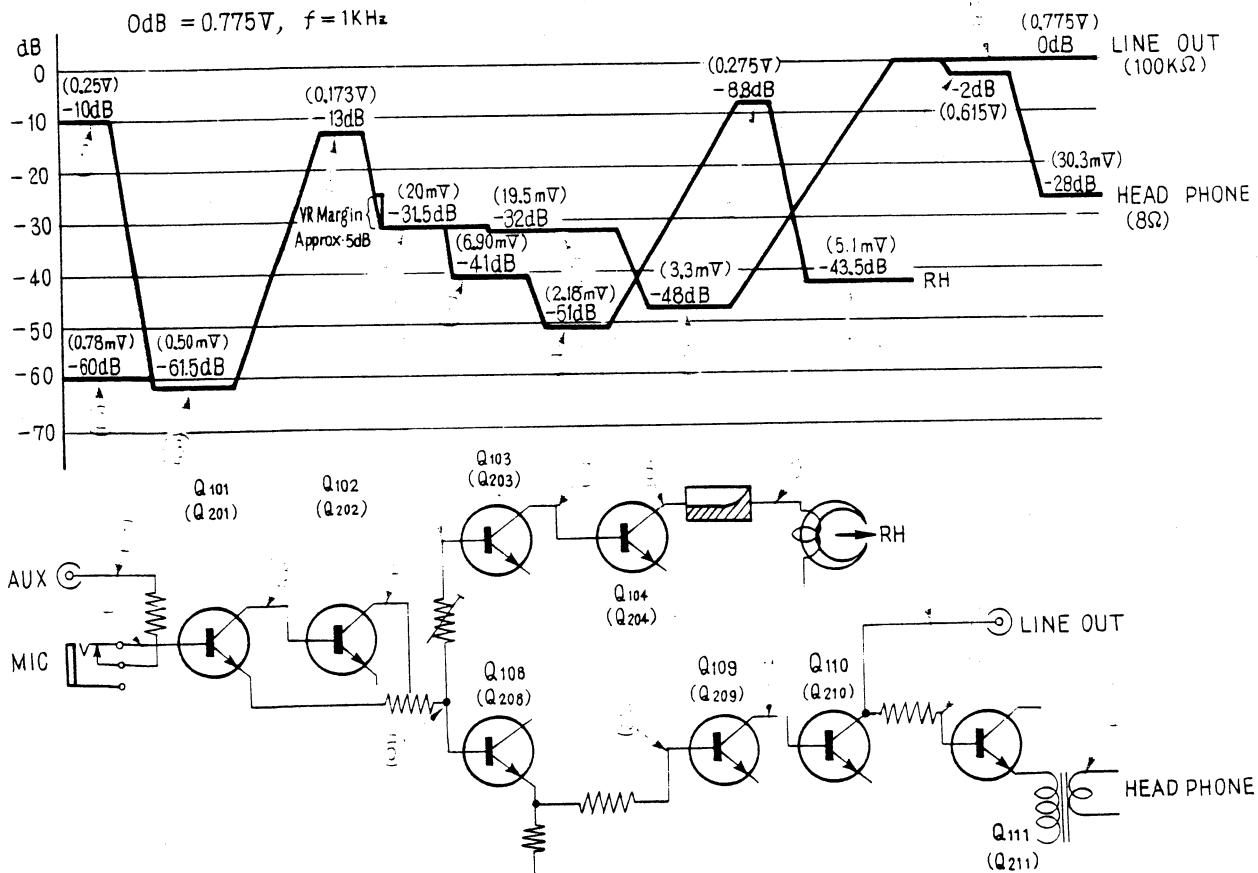 0dB = 0.775V, f = 1KHz
dB
0
-10
-20
-30
-40
-50
-60
-70
(0.25V)
-10dB
(0.173V)
-13dB
(0.275V)
-8.8dB
(0.775V)
0dB
LINE OUT
(100KΩ)
-2dB
(0.615V)
(30.3mV)
-28dB
HEAD PHONE
(8Ω)
VR Margin
Approx.5dB
(20mV)
-31.5dB
(19.5mV)
-32dB
(6.90mV)
-41dB
(2.18mV)
-51dB
(3.3mV)
-48dB
(5.1mV)
-43.5dB
RH
(0.78mV)
-60dB
(0.50mV)
-61.5dB
Q101
(Q201)
Q102
(Q202)
Q103
(Q203)
Q104
(Q204)
RH
AUX
MIC
Q108
(Q208)
Q109
(Q209)
Q110
(Q210)
LINE OUT
HEAD PHONE
Q111
(Q211)